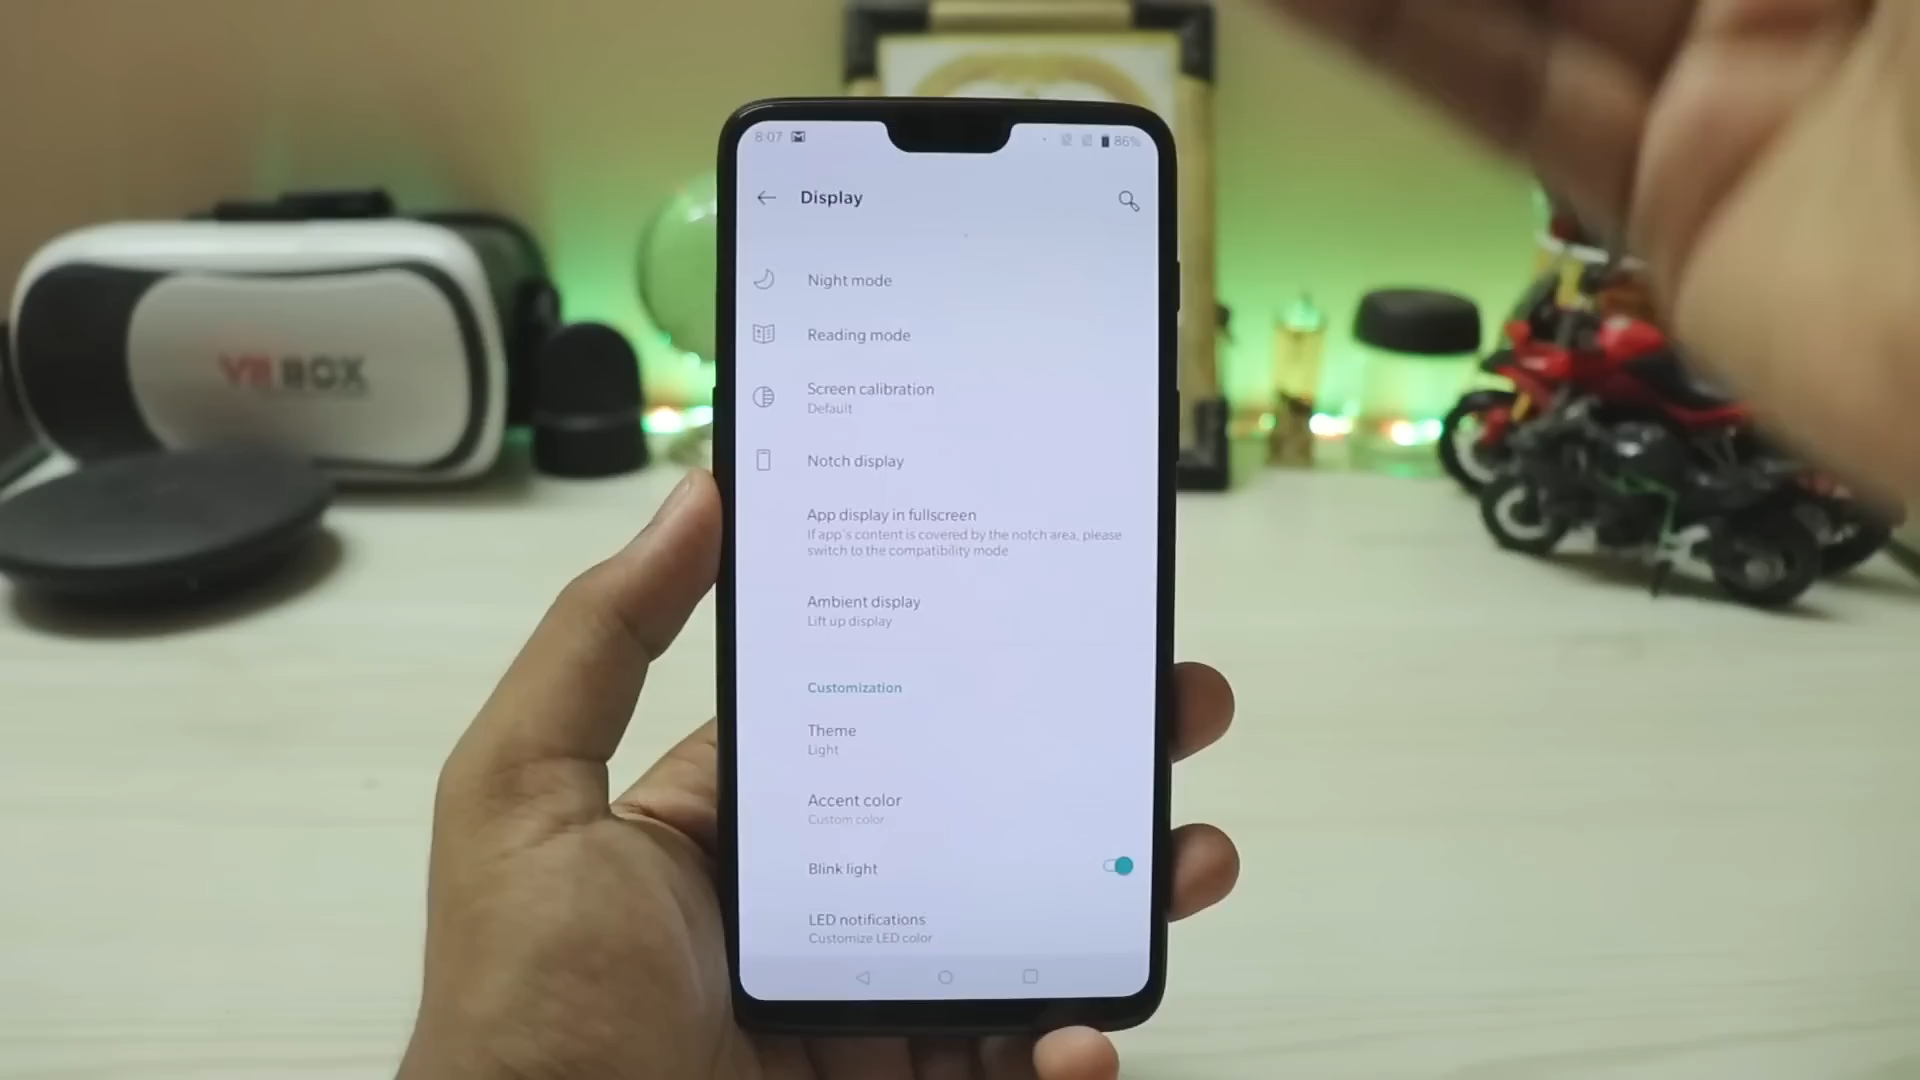 8:07
86%
Display
Night mode
Reading mode
Screen calibration
Default
Notch display
App display in fullscreen
If app's content is covered by the notch area, please
switch to the compatibility mode
Ambient display
Lift up display
Customization
Theme
Light
Accent color
Custom color
Blink light
LED notifications
Customize LED color
VR BOX